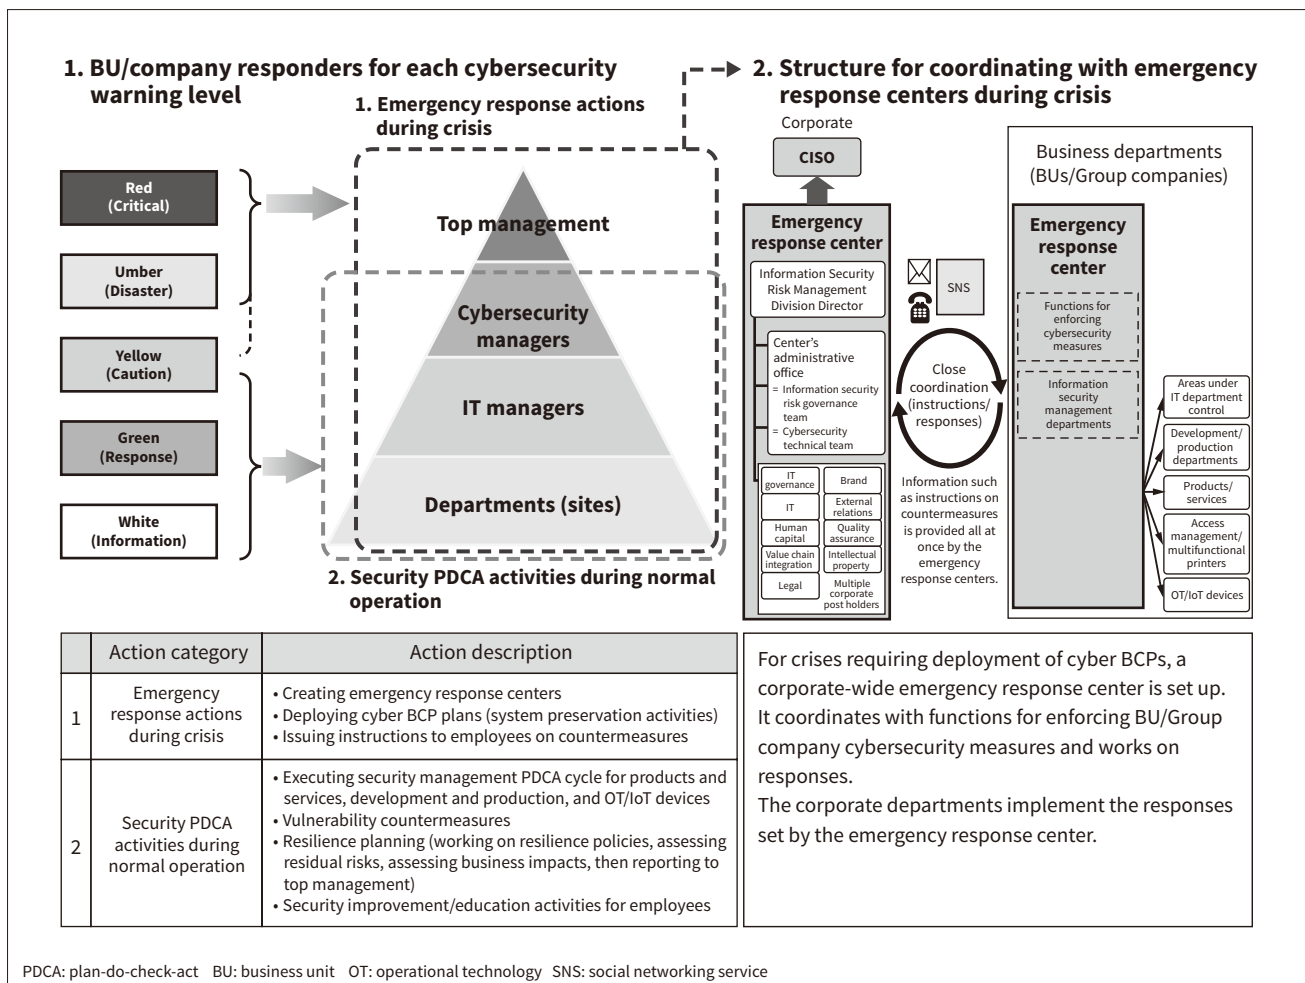 1. BU/company responders for each cybersecurity
warning level
1. Emergency response actions
during crisis
Red
(Critical)
Umber
(Disaster)
Yellow
(Caution)
Green
(Response)
White
(Information)
Top management
Cybersecurity
managers
IT managers
Departments (sites)
2. Security PDCA activities during normal
operation
2. Structure for coordinating with emergency
response centers during crisis
Corporate
CISO
Emergency
response center
Information Security
Risk Management
Division Director
Center's
administrative
office
= Information security
risk governance
team
= Cybersecurity
technical team
IT
governance
Brand
IT
External
relations
Human
capital
Quality
assurance
Value chain
integration
Intellectual
property
Legal
Multiple
corporate
post holders
SNS
Close
coordination
(instructions/
responses)
Information such
as instructions on
countermeasures
is provided all at
once by the
emergency
response centers.
Business departments
(BUs/Group companies)
Emergency
response
center
Functions for
enforcing
cybersecurity
measures
Information
security
management
departments
Areas under
IT department
control
Development/
production
departments
Products/
services
Access
management/
multifunctional
printers
OT/IoT devices
Action category
Action description
1
Emergency
response actions
during crisis
• Creating emergency response centers
• Deploying cyber BCP plans (system preservation activities)
• Issuing instructions to employees on countermeasures
2
Security PDCA
activities during
normal operation
• Executing security management PDCA cycle for products and
services, development and production, and OT/IoT devices
• Vulnerability countermeasures
• Resilience planning (working on resilience policies, assessing
residual risks, assessing business impacts, then reporting to
top management)
• Security improvement/education activities for employees
For crises requiring deployment of cyber BCPs, a
corporate-wide emergency response center is set up.
It coordinates with functions for enforcing BU/Group
company cybersecurity measures and works on
responses.
The corporate departments implement the responses
set by the emergency response center.
PDCA: plan-do-check-act BU: business unit OT: operational technology SNS: social networking service